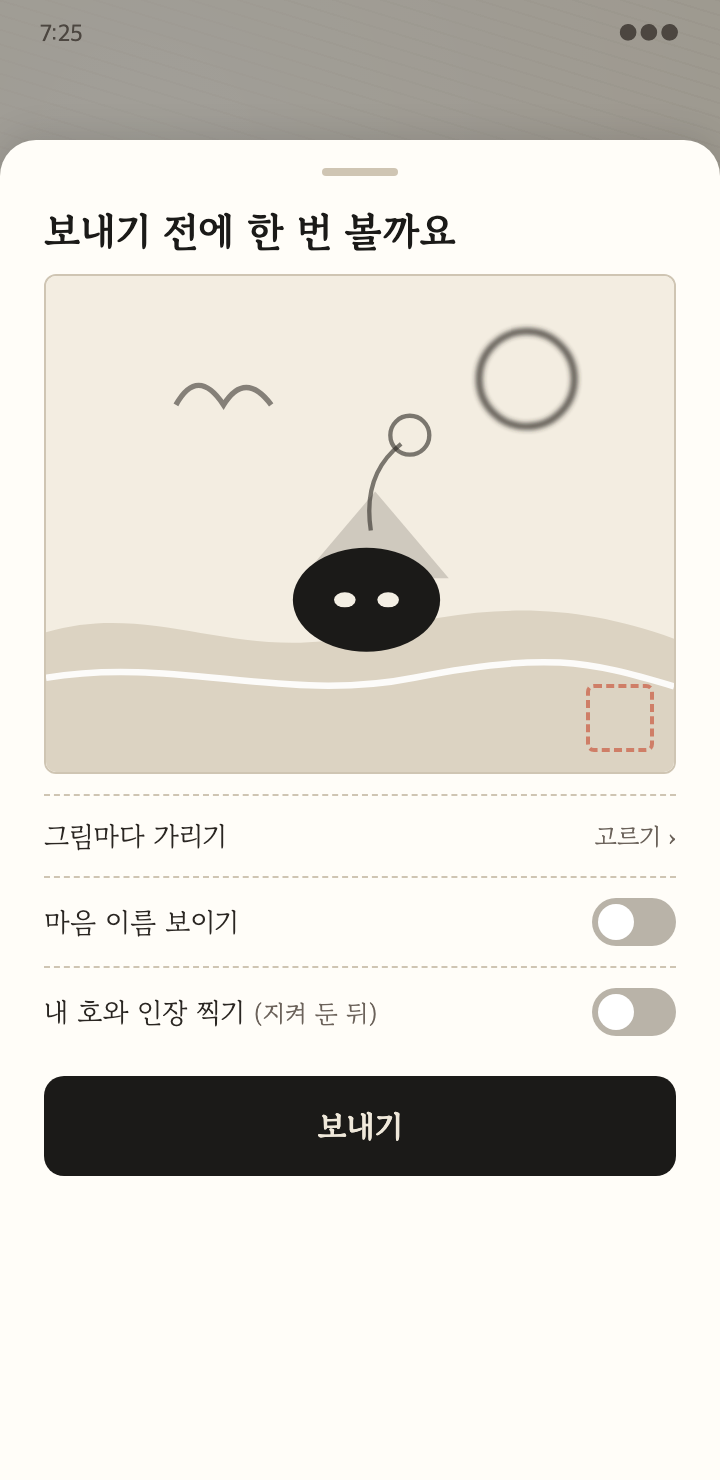 7:25
보내기 전에 한 번 볼까요
그림마다 가리기
고르기 ›
마음 이름 보이기
내 호와 인장 찍기 (지켜 둔 뒤)
보내기